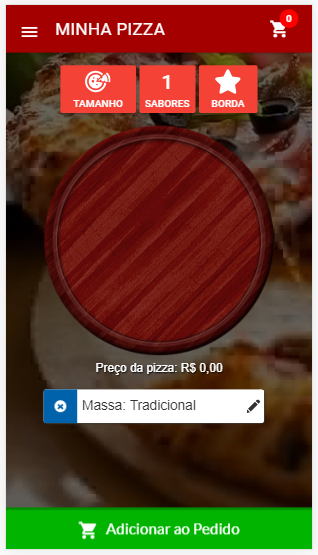 MINHA PIZZA
0
TAMANHO
1
SABORES
BORDA
Preço da pizza: R$ 0,00
Massa: Tradicional
Adicionar ao Pedido